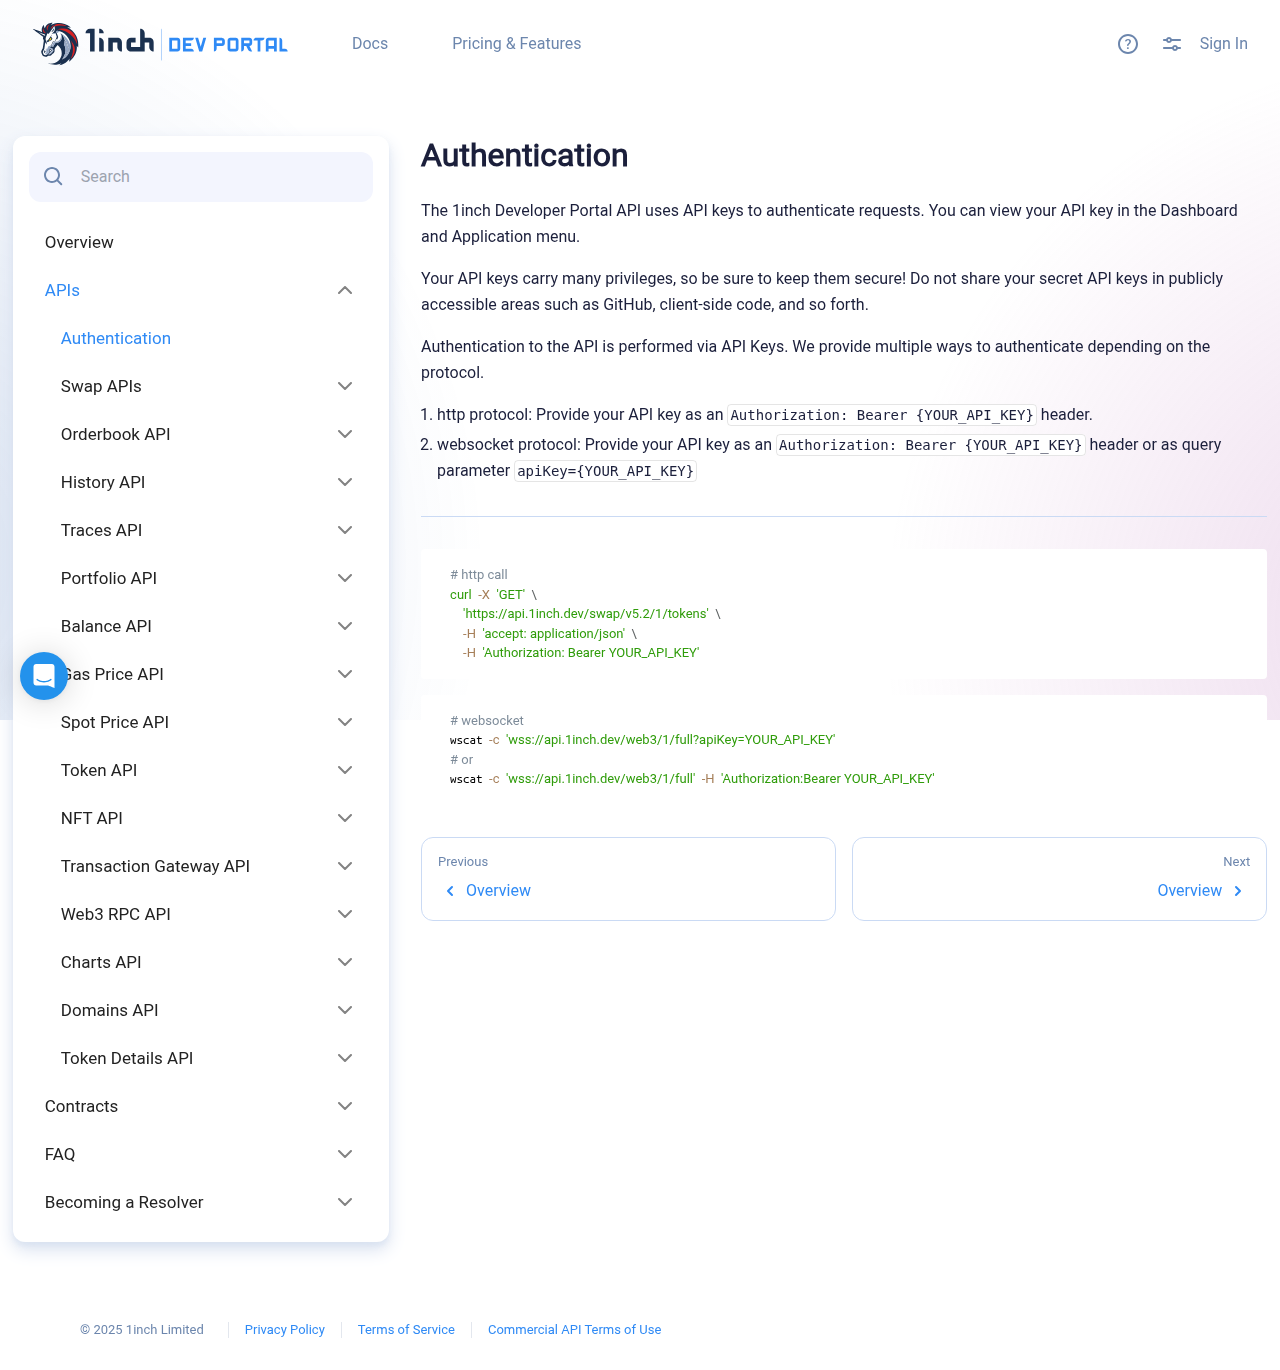 1inch DEV PORTAL
Docs
Pricing & Features
Sign In
Search
Overview
APIs
Authentication
Swap APIs
Orderbook API
History API
Traces API
Portfolio API
Balance API
Gas Price API
Spot Price API
Token API
NFT API
Transaction Gateway API
Web3 RPC API
Charts API
Domains API
Token Details API
Contracts
FAQ
Becoming a Resolver
Authentication
The 1inch Developer Portal API uses API keys to authenticate requests. You can view your API key in the Dashboard
and Application menu.
Your API keys carry many privileges, so be sure to keep them secure! Do not share your secret API keys in publicly
accessible areas such as GitHub, client-side code, and so forth.
Authentication to the API is performed via API Keys. We provide multiple ways to authenticate depending on the
protocol.
1. http protocol: Provide your API key as an Authorization: Bearer {YOUR_API_KEY} header.
2. websocket protocol: Provide your API key as an Authorization: Bearer {YOUR_API_KEY} header or as query
parameter apiKey={YOUR_API_KEY}
# http call
curl -X 'GET' \
'https://api.1inch.dev/swap/v5.2/1/tokens' \
-H 'accept: application/json' \
-H 'Authorization: Bearer YOUR_API_KEY'
# websocket
wscat -c 'wss://api.1inch.dev/web3/1/full?apiKey=YOUR_API_KEY'
# or
wscat -c 'wss://api.1inch.dev/web3/1/full' -H 'Authorization:Bearer YOUR_API_KEY'
Previous
Overview
Next
Overview
© 2025 1inch Limited
Privacy Policy
Terms of Service
Commercial API Terms of Use